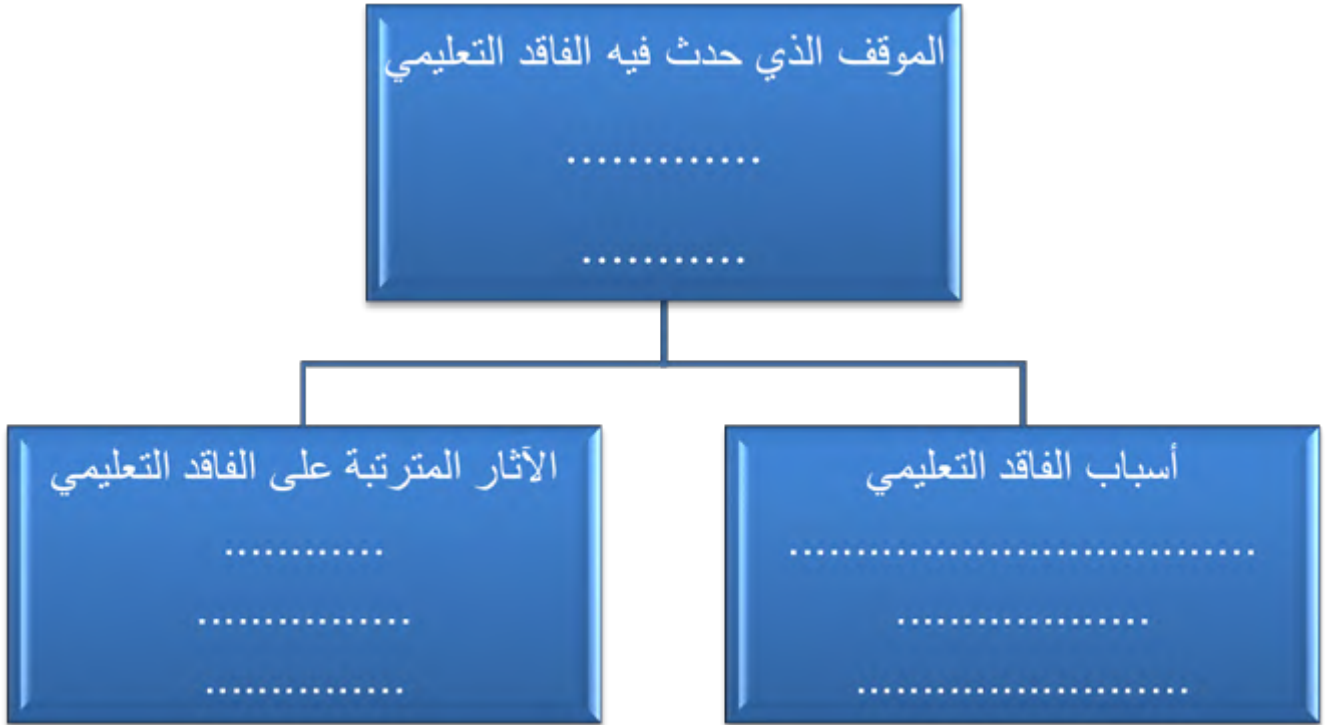 الموقف الذي حدث فيه الفاقد التعليمي
.............
...........
أسباب الفاقد التعليمي
..................................
...................
.........................
الآثار المترتبة على الفاقد التعليمي
............
................
...............